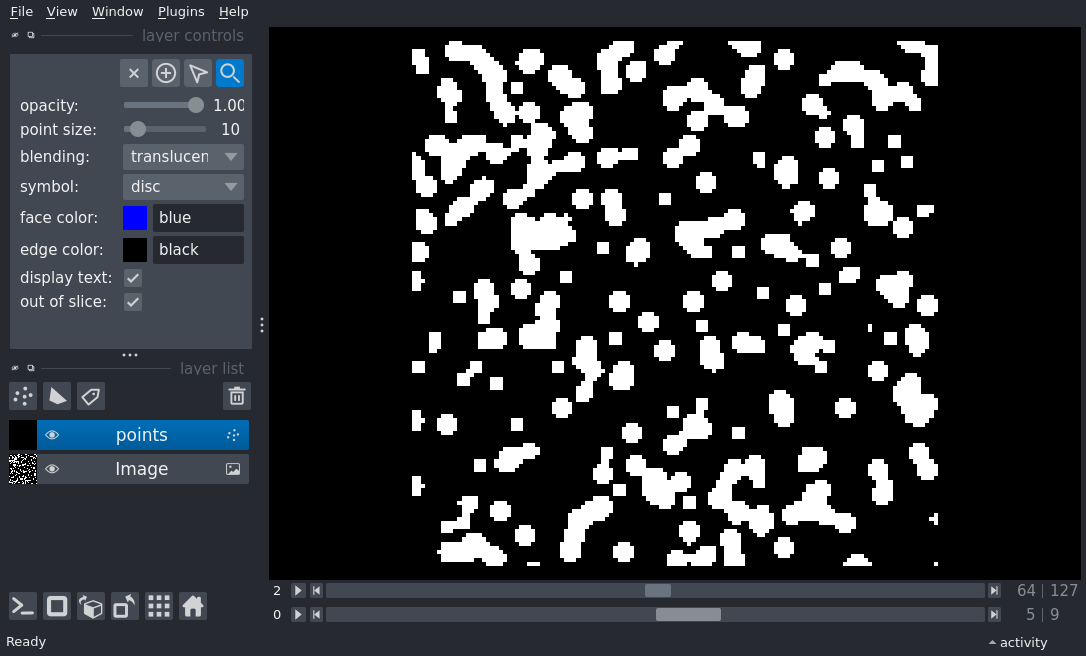 File View Window Plugins Help
layer controls
opacity: 1.00
point size: 10
blending: translucen
symbol: disc
face color: blue
edge color: black
display text:
out of slice:
layer list
points
Image
2 64 | 127
0 5 | 9
Ready activity